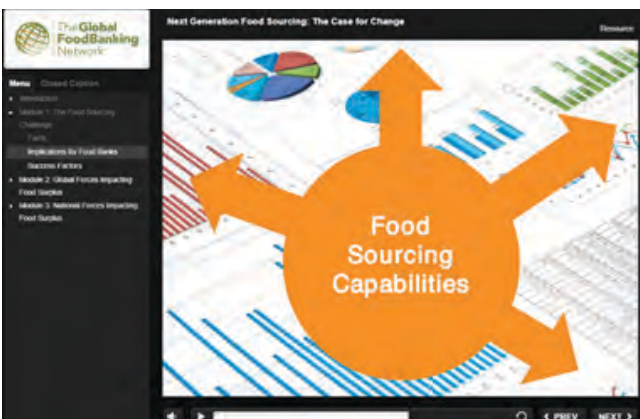 The Global
FoodBanking
Network
Next Generation Food Sourcing: The Case for Change
Resource
Menu Closed Caption
Introduction
Module 1: The Food Sourcing
Challenge
Facts
Implications for Food Banks
Success Factors
Module 2: Global Forces Impacting
Food Surplus
Module 3: National Forces Impacting
Food Surplus
Food
Sourcing
Capabilities
< PREV
NEXT >